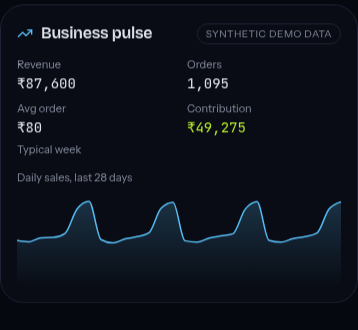 Business pulse
SYNTHETIC DEMO DATA
Revenue
Orders
₹87,600
1,095
Avg order
Contribution
₹80
₹49,275
Typical week
Daily sales, last 28 days